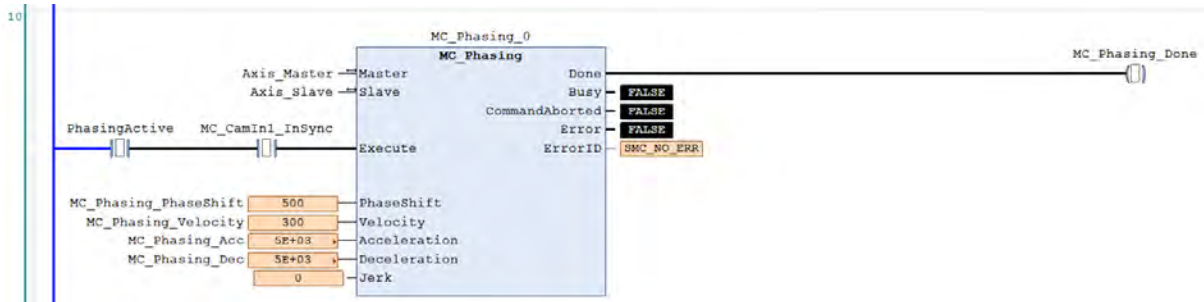 10
MC_Phasing_0
MC_Phasing
MC_Phasing_Done
Axis_Master Master Done
Axis_Slave Slave Busy FALSE
CommandAborted FALSE
PhasingActive MC_CamIn1_InSync Error FALSE
Execute ErrorID SMC_NO_ERR
MC_Phasing_PhaseShift 500 PhaseShift
MC_Phasing_Velocity 300 Velocity
MC_Phasing_Acc 5E+03 Acceleration
MC_Phasing_Dec 5E+03 Deceleration
0 Jerk